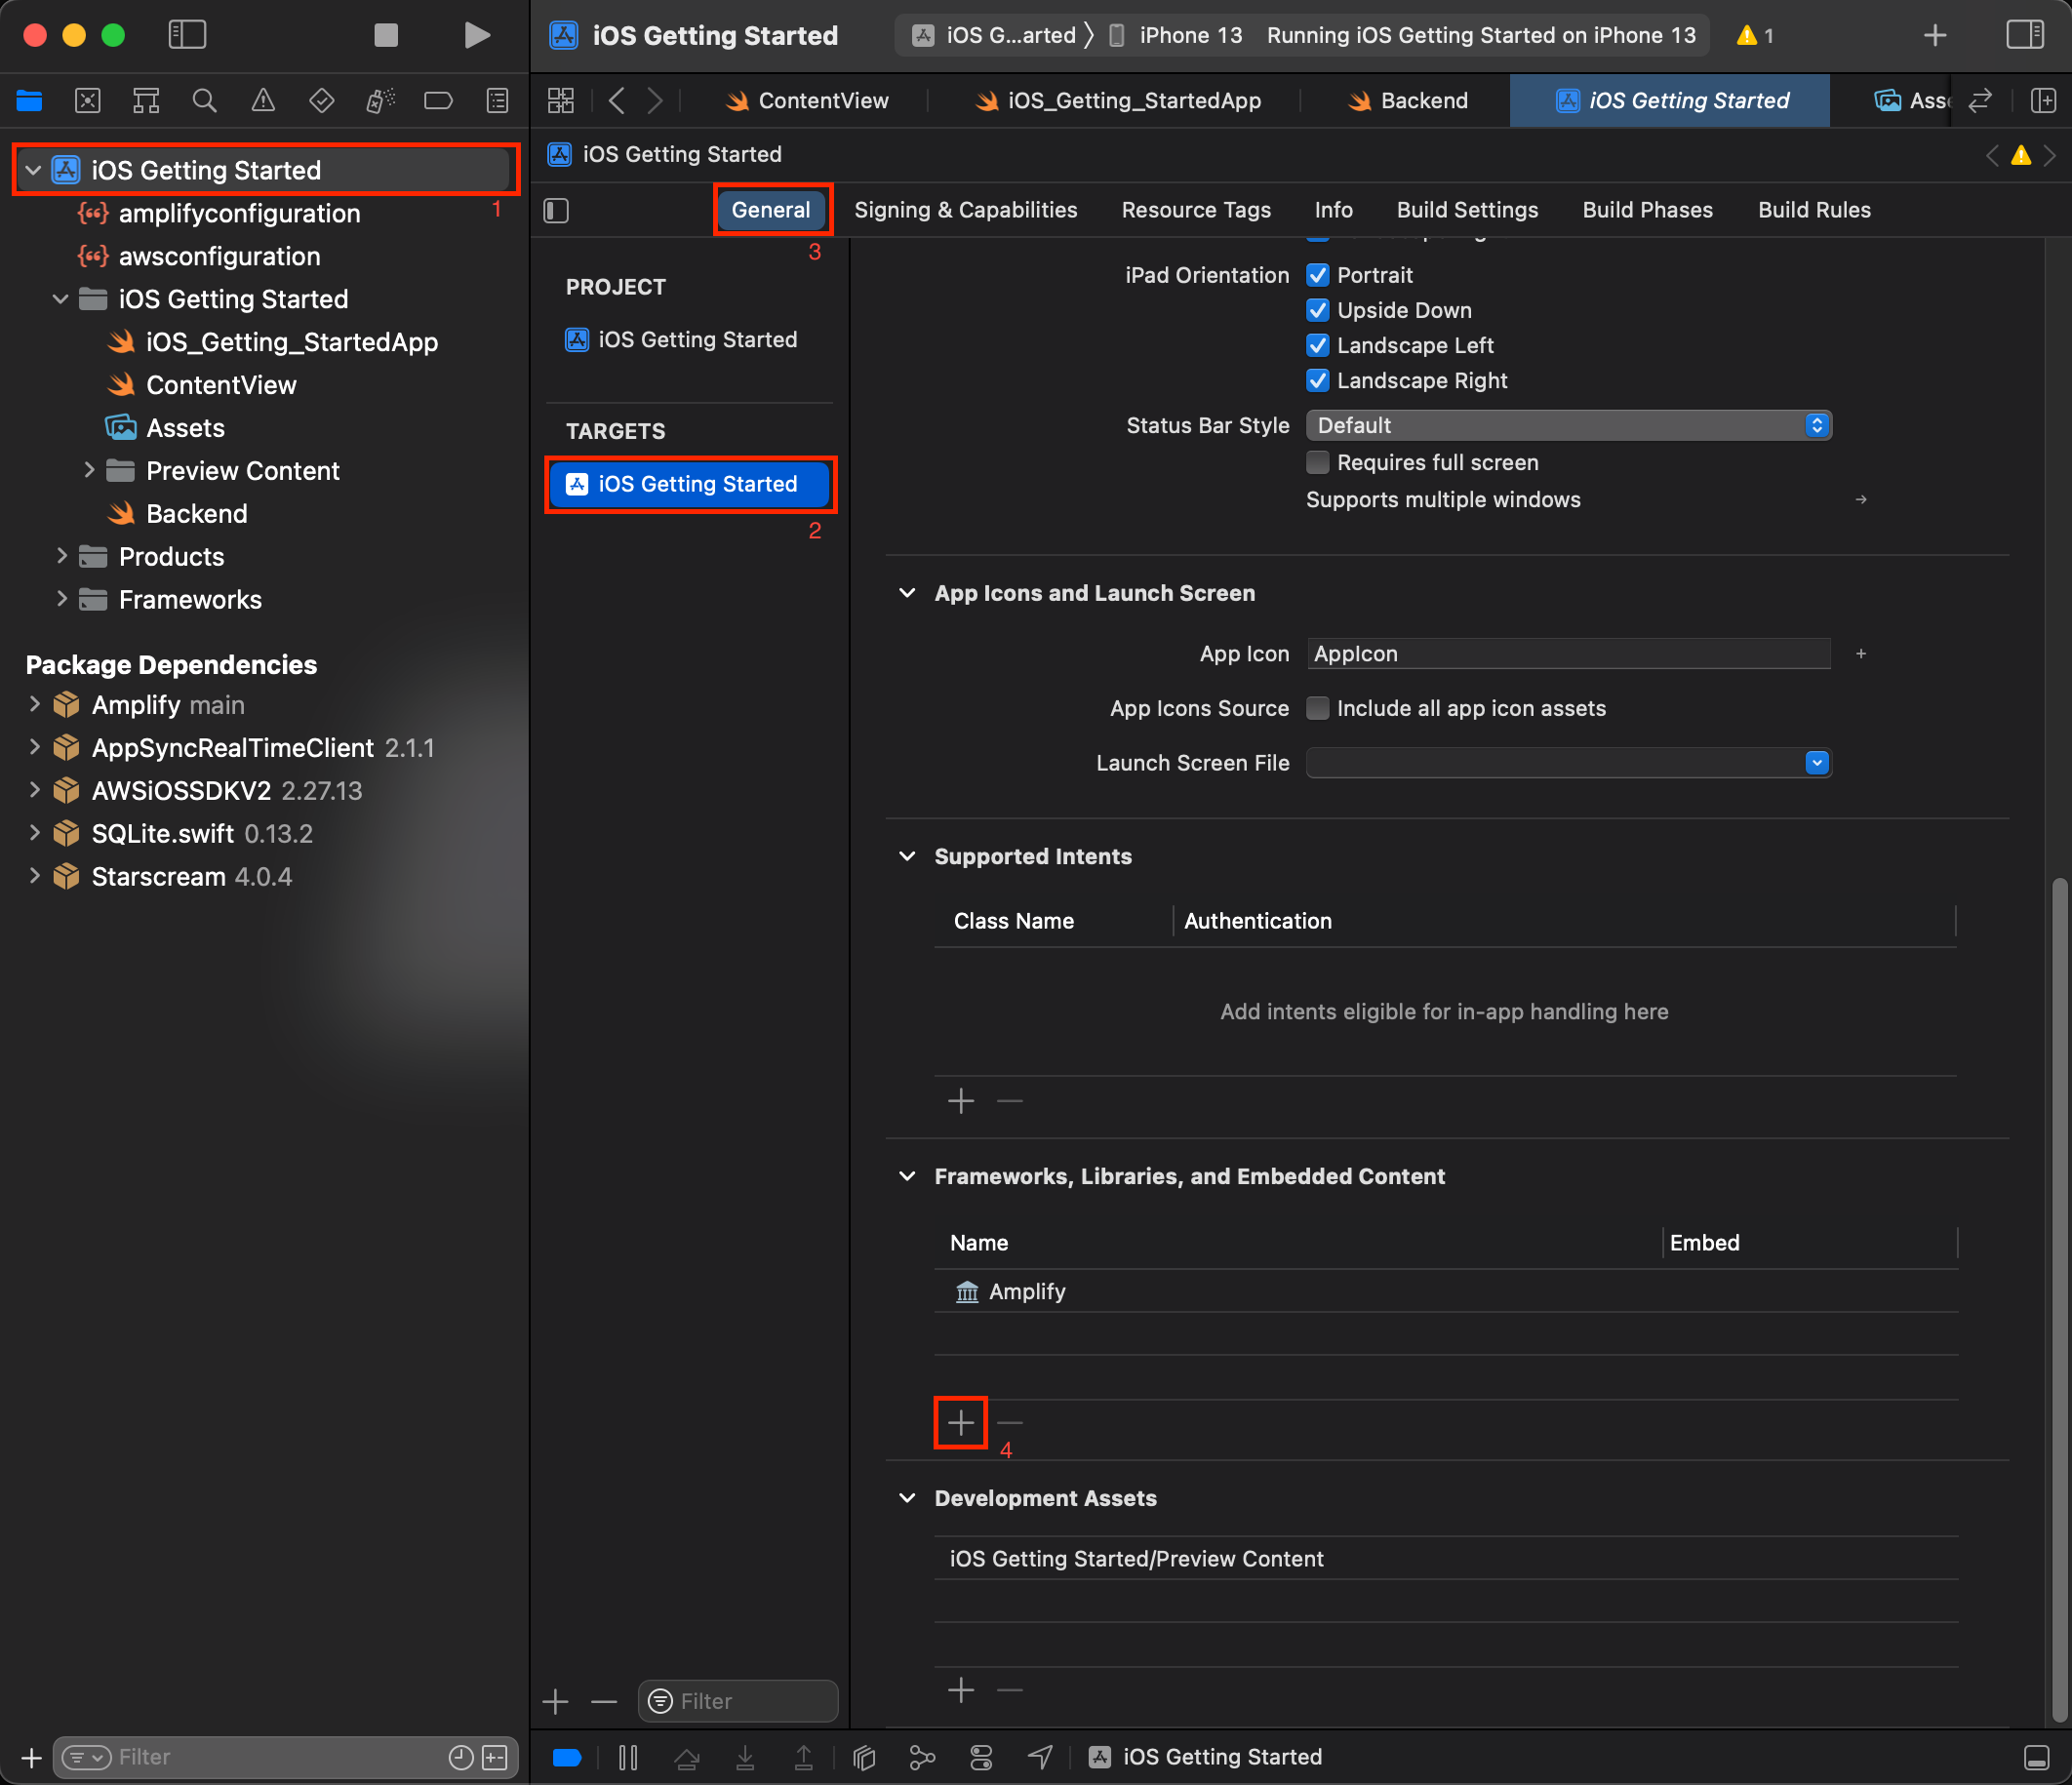 iOS Getting Started
iOS G...arted
iPhone 13
Running iOS Getting Started on iPhone 13
1
ContentView
iOS_Getting_StartedApp
Backend
iOS Getting Started
iOS Getting Started
iOS Getting Started
1
amplifyconfiguration
awsconfiguration
iOS Getting Started
iOS_Getting_StartedApp
ContentView
Assets
Preview Content
Backend
Products
Frameworks
Package Dependencies
Amplify main
AppSyncRealTimeClient 2.1.1
AWSiOSSDKV2 2.27.13
SQLite.swift 0.13.2
Starscream 4.0.4
Filter
General
Signing & Capabilities
Resource Tags
Info
Build Settings
Build Phases
Build Rules
3
PROJECT
iOS Getting Started
TARGETS
iOS Getting Started
2
Filter
iPad Orientation
Portrait
Upside Down
Landscape Left
Landscape Right
Status Bar Style
Default
Requires full screen
Supports multiple windows
App Icons and Launch Screen
App Icon
AppIcon
App Icons Source
Include all app icon assets
Launch Screen File
Supported Intents
Class Name
Authentication
Add intents eligible for in-app handling here
Frameworks, Libraries, and Embedded Content
Name
Embed
Amplify
4
Development Assets
iOS Getting Started/Preview Content
iOS Getting Started